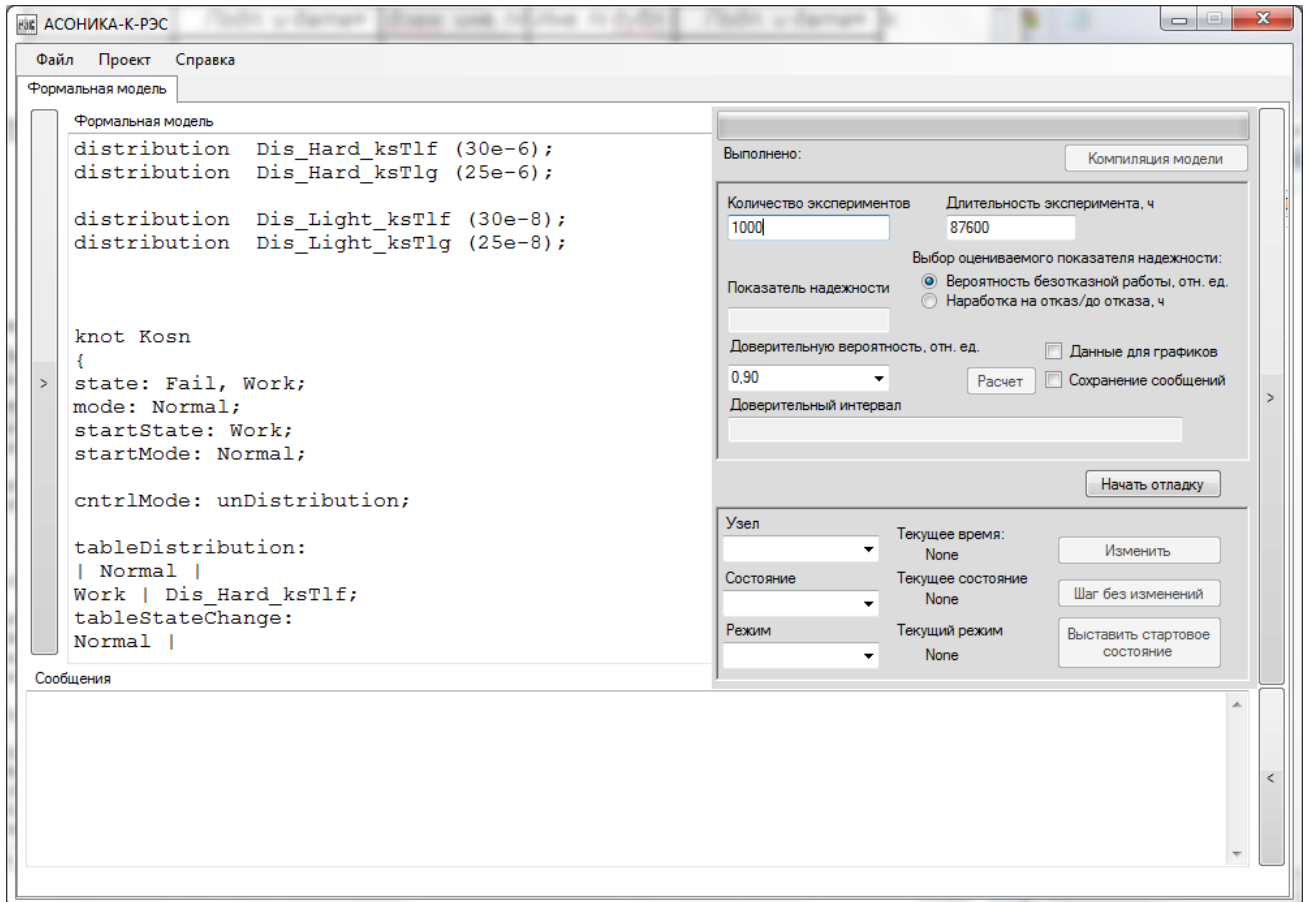 АСОНИКА-К-РЭС
Файл Проект Справка
Формальная модель
Формальная модель
distribution Dis_Hard_ksTlf (30e-6);
distribution Dis_Hard_ksTlg (25e-6);
distribution Dis_Light_ksTlf (30e-8);
distribution Dis_Light_ksTlg (25e-8);
knot Kosn
{
state: Fail, Work;
mode: Normal;
startState: Work;
startMode: Normal;
cntrlMode: unDistribution;
tableDistribution:
| Normal |
Work | Dis_Hard_ksTlf;
tableStateChange:
Normal |
>
Выполнено:
Компиляция модели
Количество экспериментов Длительность эксперимента, ч
1000 87600
Выбор оцениваемого показателя надежности:
Вероятность безотказной работы, отн. ед.
Показатель надежности
Наработка на отказ/до отказа, ч
Доверительную вероятность, отн. ед.
Данные для графиков
0,90
Расчет
Сохранение сообщений
Доверительный интервал
>
Начать отладку
Узел
Текущее время:
None
Изменить
Состояние
Текущее состояние
None
Шаг без изменений
Режим
Текущий режим
None
Выставить стартовое
состояние
Сообщения
<